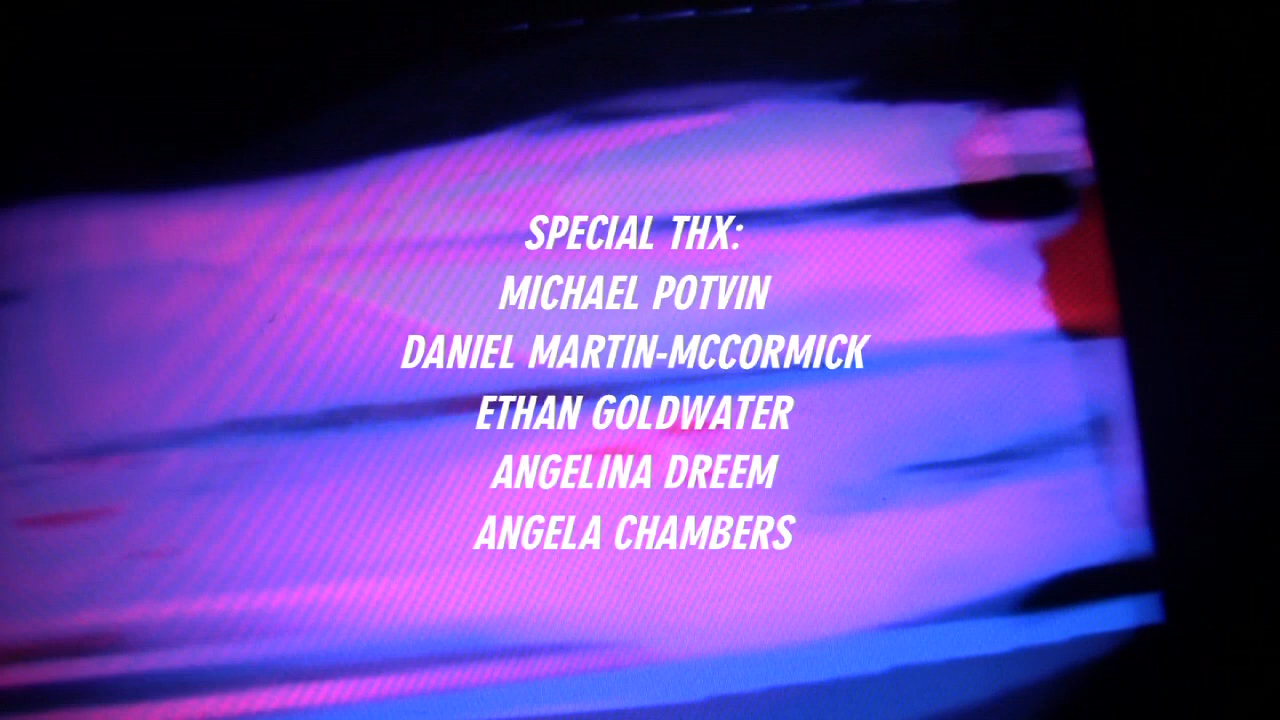 SPECIAL THX:
MICHAEL POTVIN
DANIEL MARTIN-MCCORMICK
ETHAN GOLDWATER
ANGELINA DREEM
ANGELA CHAMBERS